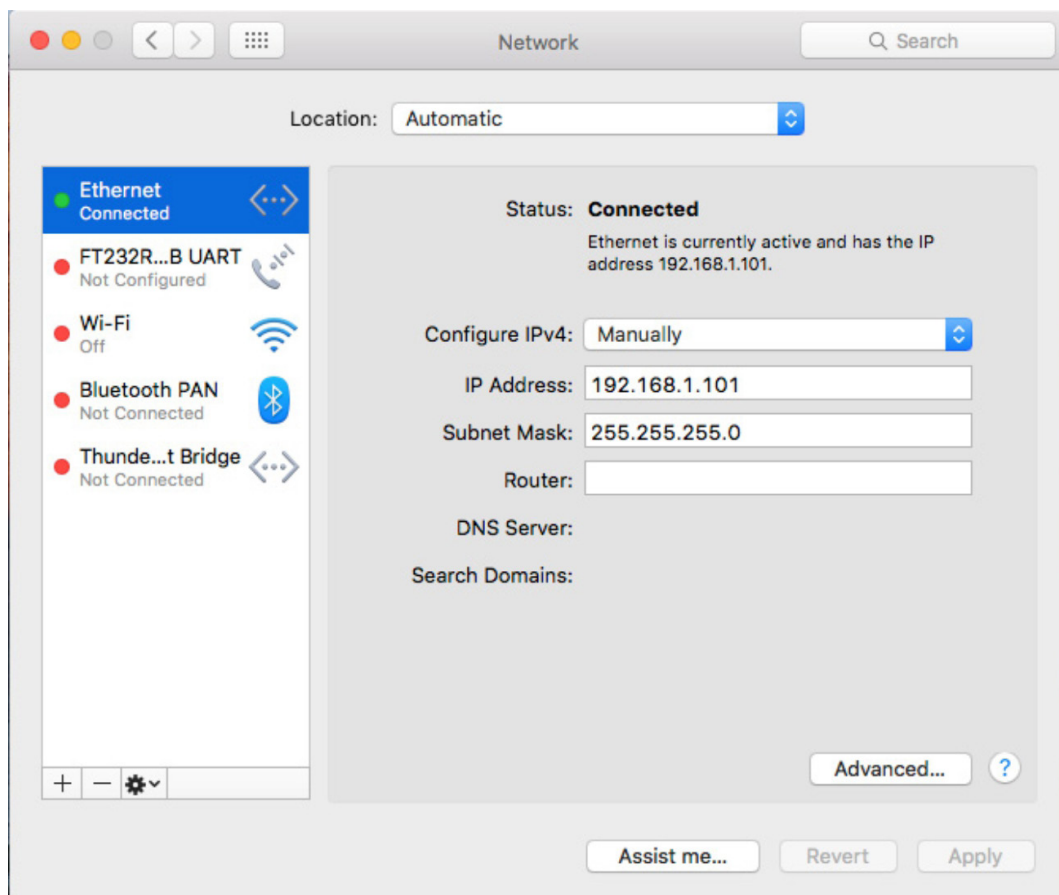 Network
Search
Location: Automatic
Ethernet
Connected
FT232R...B UART
Not Configured
Wi-Fi
Off
Bluetooth PAN
Not Connected
Thunde...t Bridge
Not Connected
Status: Connected
Ethernet is currently active and has the IP
address 192.168.1.101.
Configure IPv4: Manually
IP Address: 192.168.1.101
Subnet Mask: 255.255.255.0
Router:
DNS Server:
Search Domains:
Advanced... ?
Assist me... Revert Apply